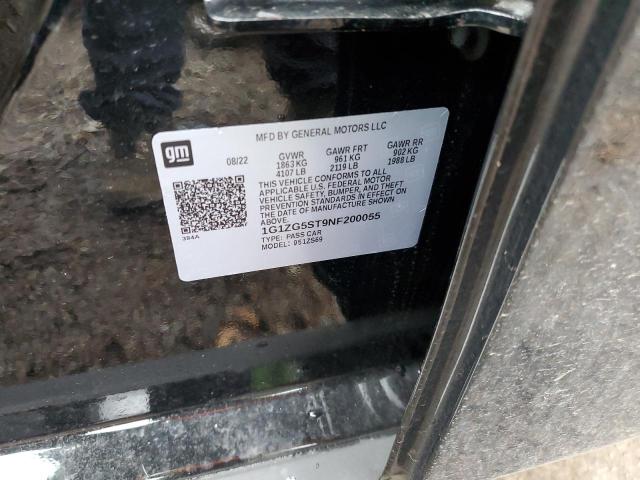 gm
MFD BY GENERAL MOTORS LLC
08/22 GVWR GAWR FRT GAWR RR
1863 KG 961 KG 902 KG
4107 LB 2119 LB 1988 LB
THIS VEHICLE CONFORMS TO ALL
APPLICABLE U.S. FEDERAL MOTOR
VEHICLE SAFETY, BUMPER, AND THEFT
PREVENTION STANDARDS IN EFFECT ON
THE DATE OF MANUFACTURE SHOWN
ABOVE.
1G1ZG5ST9NF200055
TYPE: PASS CAR
MODEL: 951ZS69
384A